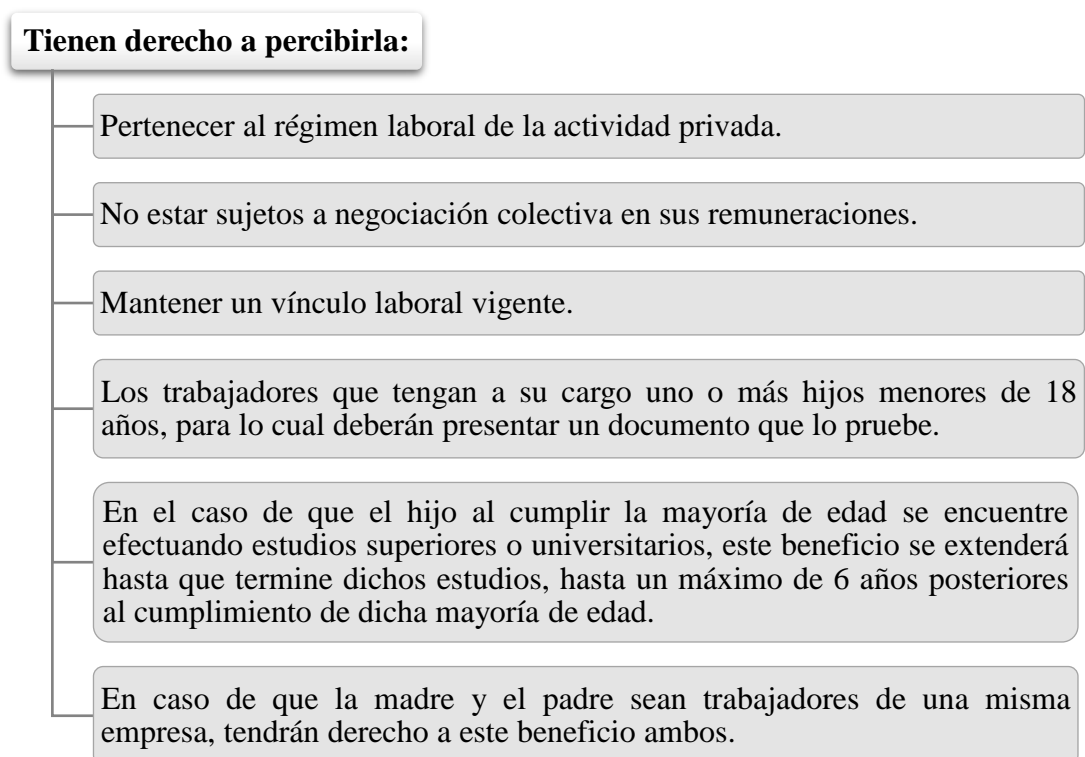 Tienen derecho a percibirla:
Pertenecer al régimen laboral de la actividad privada.
No estar sujetos a negociación colectiva en sus remuneraciones.
Mantener un vínculo laboral vigente.
Los trabajadores que tengan a su cargo uno o más hijos menores de 18
años, para lo cual deberán presentar un documento que lo pruebe.
En el caso de que el hijo al cumplir la mayoría de edad se encuentre
efectuando estudios superiores o universitarios, este beneficio se extenderá
hasta que termine dichos estudios, hasta un máximo de 6 años posteriores
al cumplimiento de dicha mayoría de edad.
En caso de que la madre y el padre sean trabajadores de una misma
empresa, tendrán derecho a este beneficio ambos.